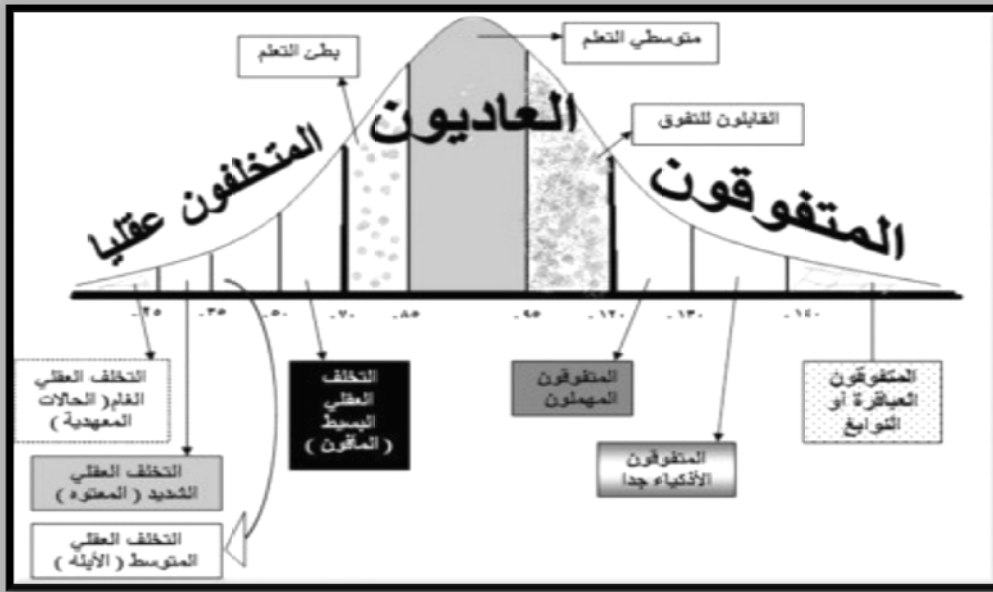 متوسطي التعلم
بطئ التعلم
العاديون
القابلون للتفوق
المتخلفون عقليا
المتفوقون
٢٥-
٣٥-
٥٠-
٧٠-
٨٥-
٩٥-
١٢٠-
١٣٠-
١٤٠-
التخلف العقلي
( الحالات
المعهدية )
التخلف العقلي
الشديد ( المعتوه )
التخلف العقلي
المتوسط ( الأبلة )
التخلف
العقلي
البسيط
( المأفون )
المتفوقون
المهملون
المتفوقون
الأذكياء جدا
المتفوقون
العباقرة أو
النوابغ